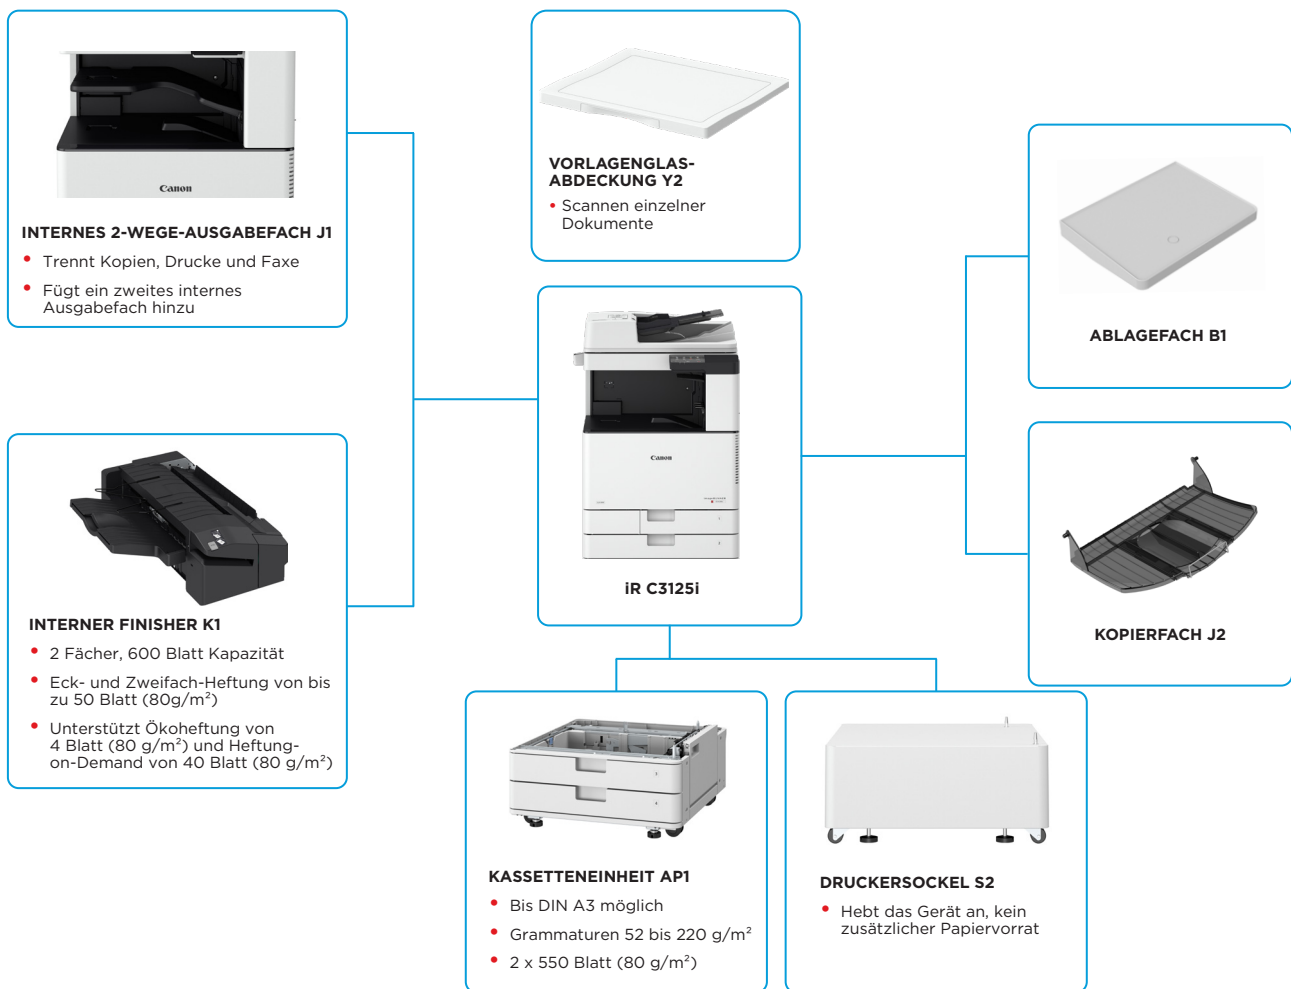 Canon
INTERNES 2-WEGE-AUSGABEFACH J1
• Trennt Kopien, Drucke und Faxe
• Fügt ein zweites internes
Ausgabefach hinzu
VORLAGENGLAS-
ABDECKUNG Y2
• Scannen einzelner
Dokumente
ABLAGEFACH B1
Canon
iR C3125i
INTERNER FINISHER K1
• 2 Fächer, 600 Blatt Kapazität
• Eck- und Zweifach-Heftung von bis
zu 50 Blatt (80g/m²)
• Unterstützt Ökoheftung von
4 Blatt (80 g/m²) und Heftung-
on-Demand von 40 Blatt (80 g/m²)
KOPIERFACH J2
KASSETTENEINHEIT AP1
• Bis DIN A3 möglich
• Grammaturen 52 bis 220 g/m²
• 2 x 550 Blatt (80 g/m²)
DRUCKERSOCKEL S2
• Hebt das Gerät an, kein
zusätzlicher Papiervorrat